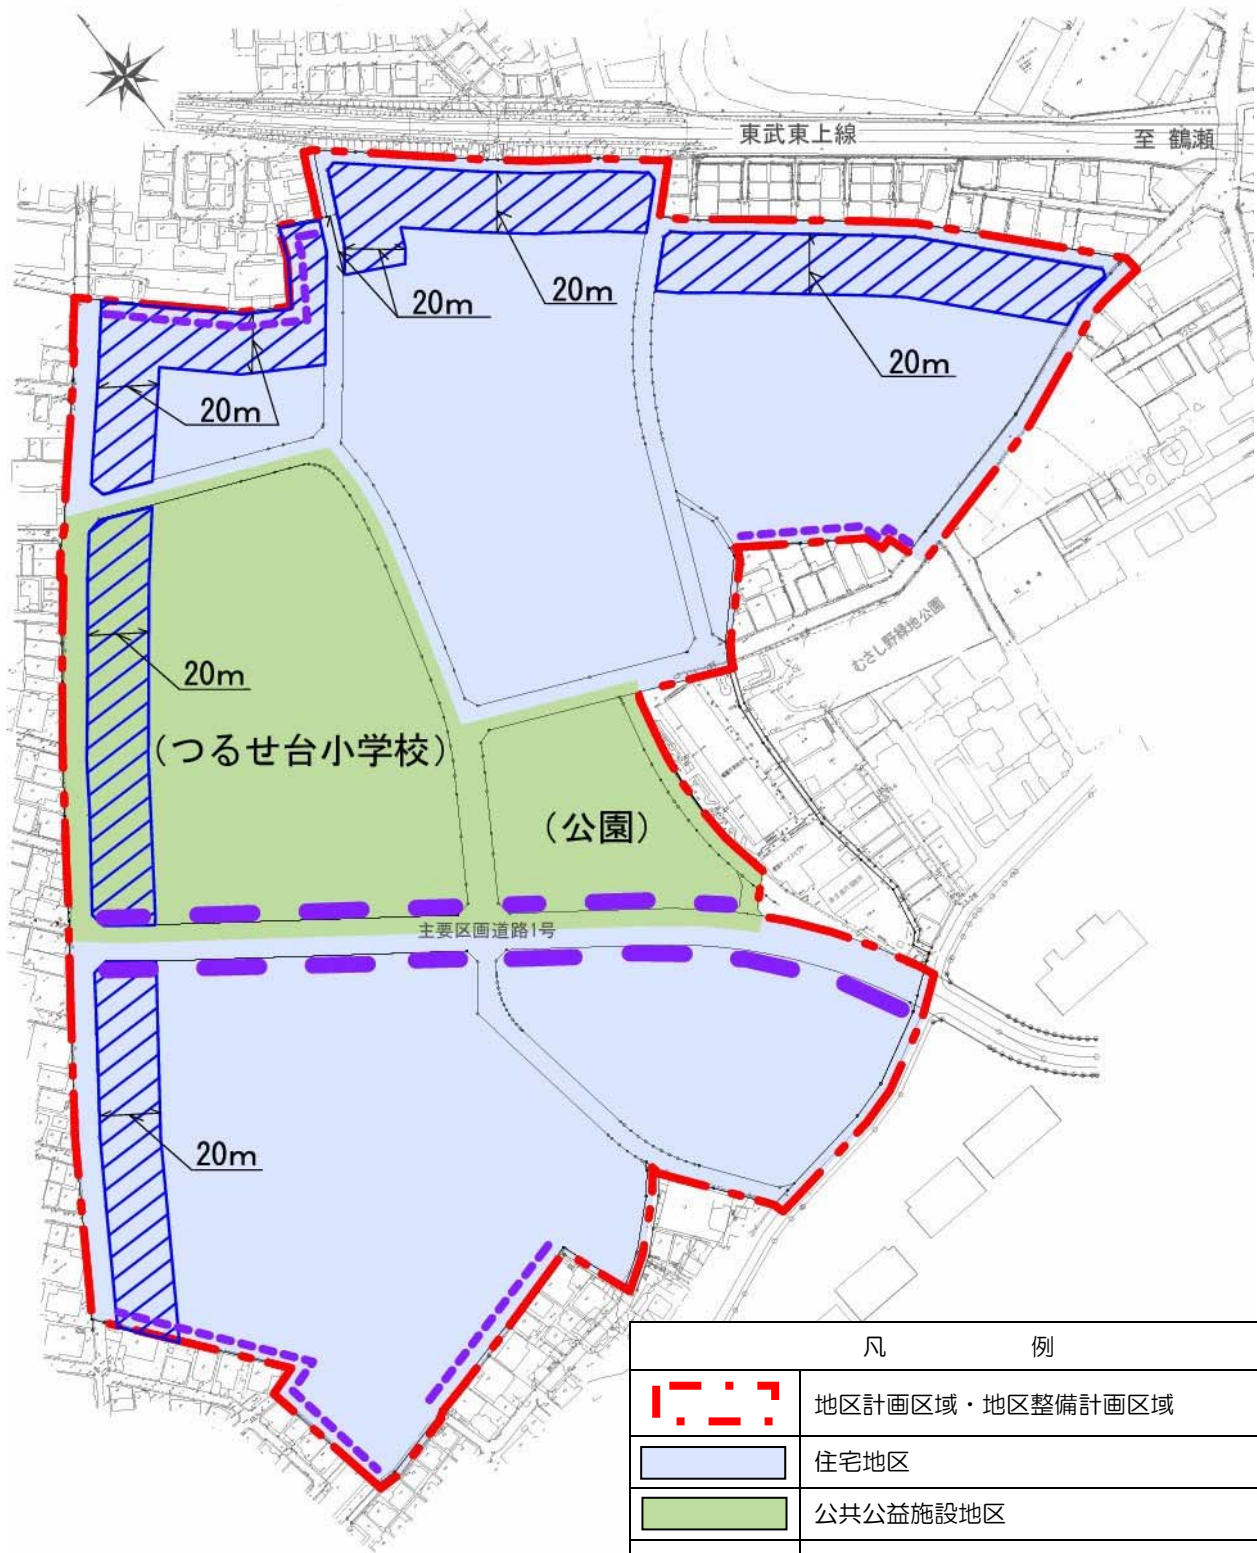 東武東上線
至 鶴瀬
20m
20m
20m
20m
20m
むさし野緑地公園
(つるせ台小学校)
(公園)
主要区画道路1号
20m
凡 例
地区計画区域・地区整備計画区域
住宅地区
公共公益施設地区